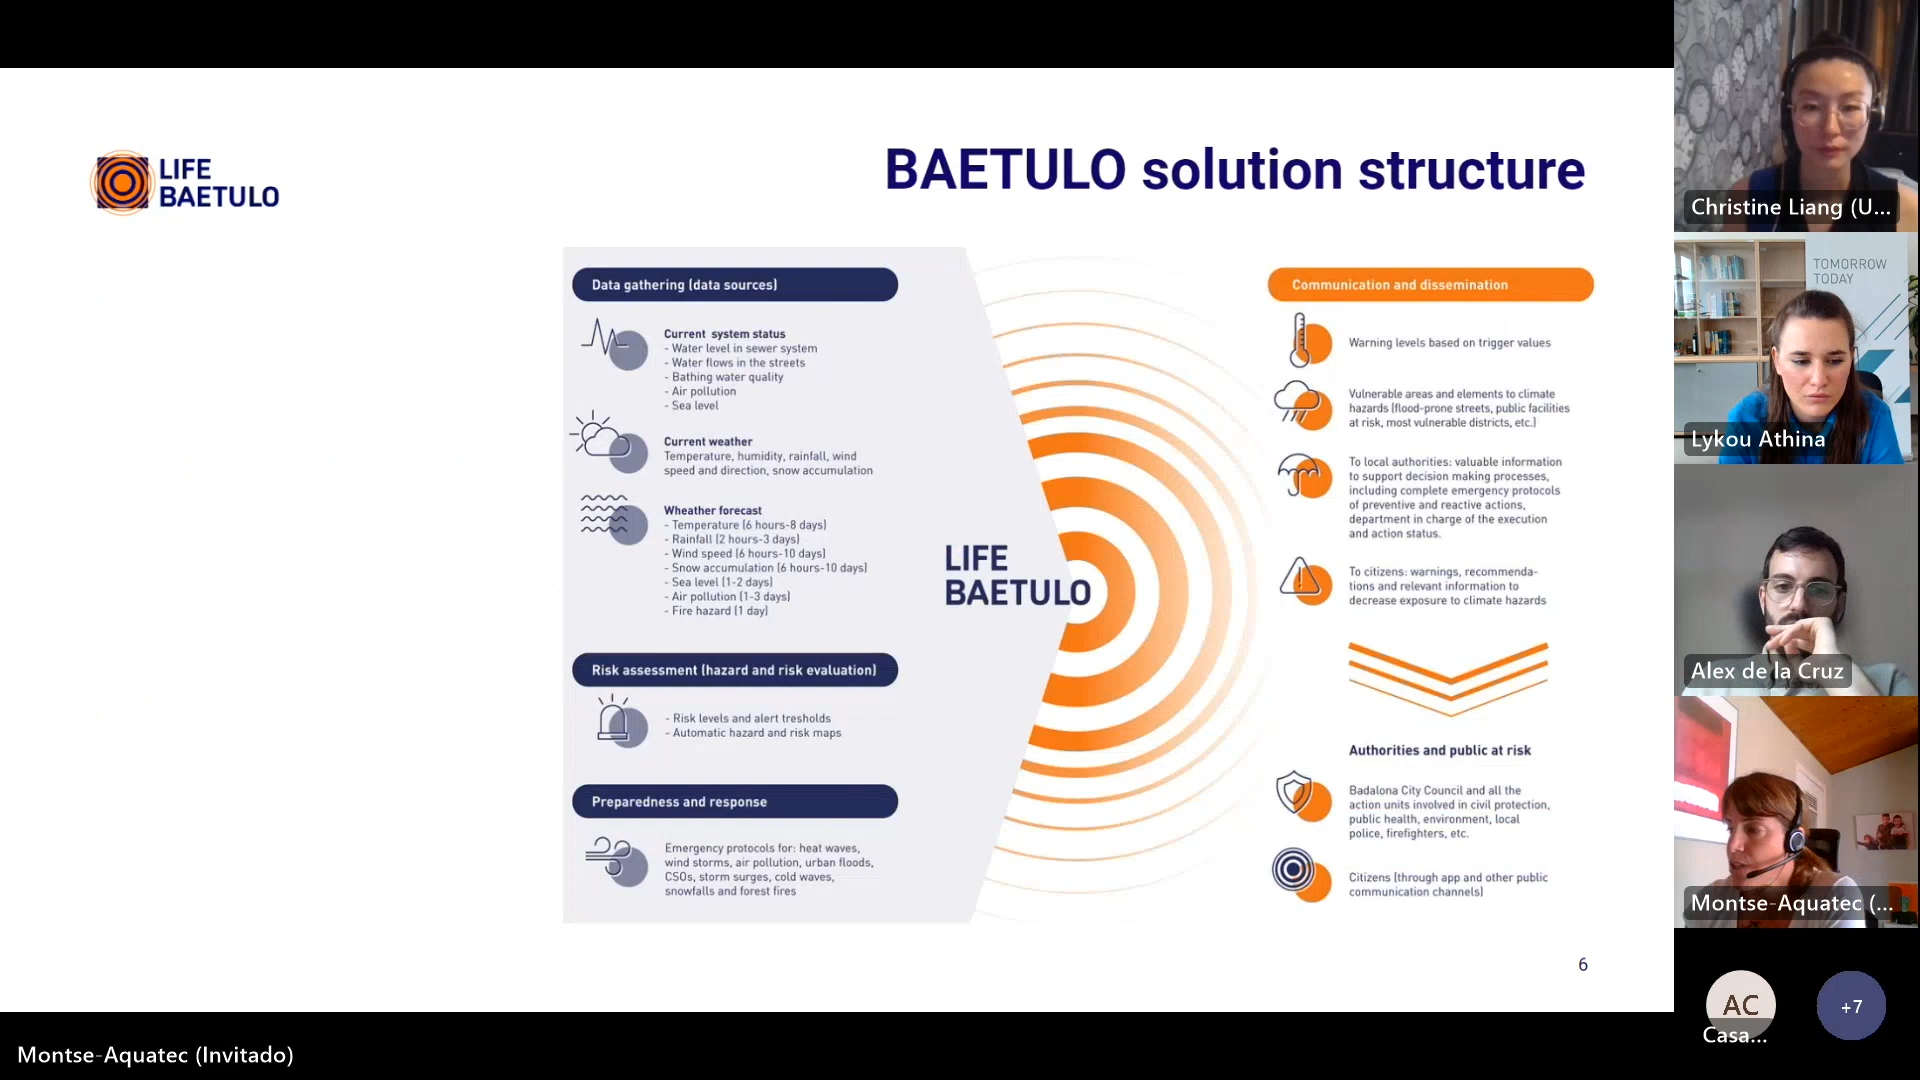 LIFE
BAETULO
BAETULO solution structure
Data gathering (data sources)
Current system status
- Water level in sewer system
- Water flows in the streets
- Bathing water quality
- Air pollution
- Sea level
Current weather
Temperature, humidity, rainfall, wind
speed and direction, snow accumulation
Wheather forecast
- Temperature (6 hours-8 days)
- Rainfall (2 hours-3 days)
- Wind speed (6 hours-10 days)
- Snow accumulation (6 hours-10 days)
- Sea level (1-2 days)
- Air pollution (1-3 days)
- Fire hazard (1 day)
Risk assessment (hazard and risk evaluation)
- Risk levels and alert tresholds
- Automatic hazard and risk maps
Preparedness and response
Emergency protocols for: heat waves,
wind storms, air pollution, urban floods,
CSOs, storm surges, cold waves,
snowfalls and forest fires
LIFE
BAETULO
Communication and dissemination
Warning levels based on trigger values
Vulnerable areas and elements to climate
hazards (flood-prone streets, public facilities
at risk, most vulnerable districts, etc.)
To local authorities: valuable information
to support decision making processes,
including complete emergency protocols
of preventive and reactive actions,
department in charge of the execution
and action status.
To citizens: warnings, recommenda-
tions and relevant information to
decrease exposure to climate hazards
Authorities and public at risk
Badalona City Council and all the
action units involved in civil protection,
public health, environment, local
police, firefighters, etc.
Citizens (through app and other public
communication channels)
6
Christine Liang (U...
TOMORROW
TODAY
Lykou Athina
Alex de la Cruz
Montse-Aquatec (...
AC
Casa...
+7
Montse-Aquatec (Invitado)